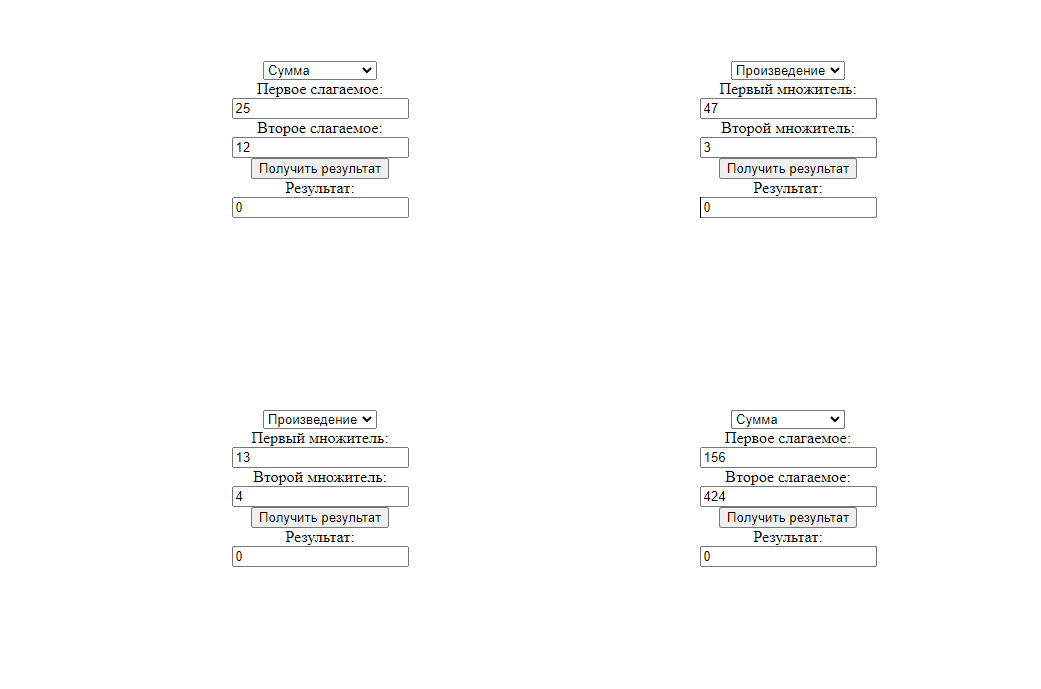 Сумма
Первое слагаемое:
25
Второе слагаемое:
12
Получить результат
Результат:
0
Произведение
Первый множитель:
47
Второй множитель:
3
Получить результат
Результат:
0
Произведение
Первый множитель:
13
Второй множитель:
4
Получить результат
Результат:
0
Сумма
Первое слагаемое:
156
Второе слагаемое:
424
Получить результат
Результат:
0